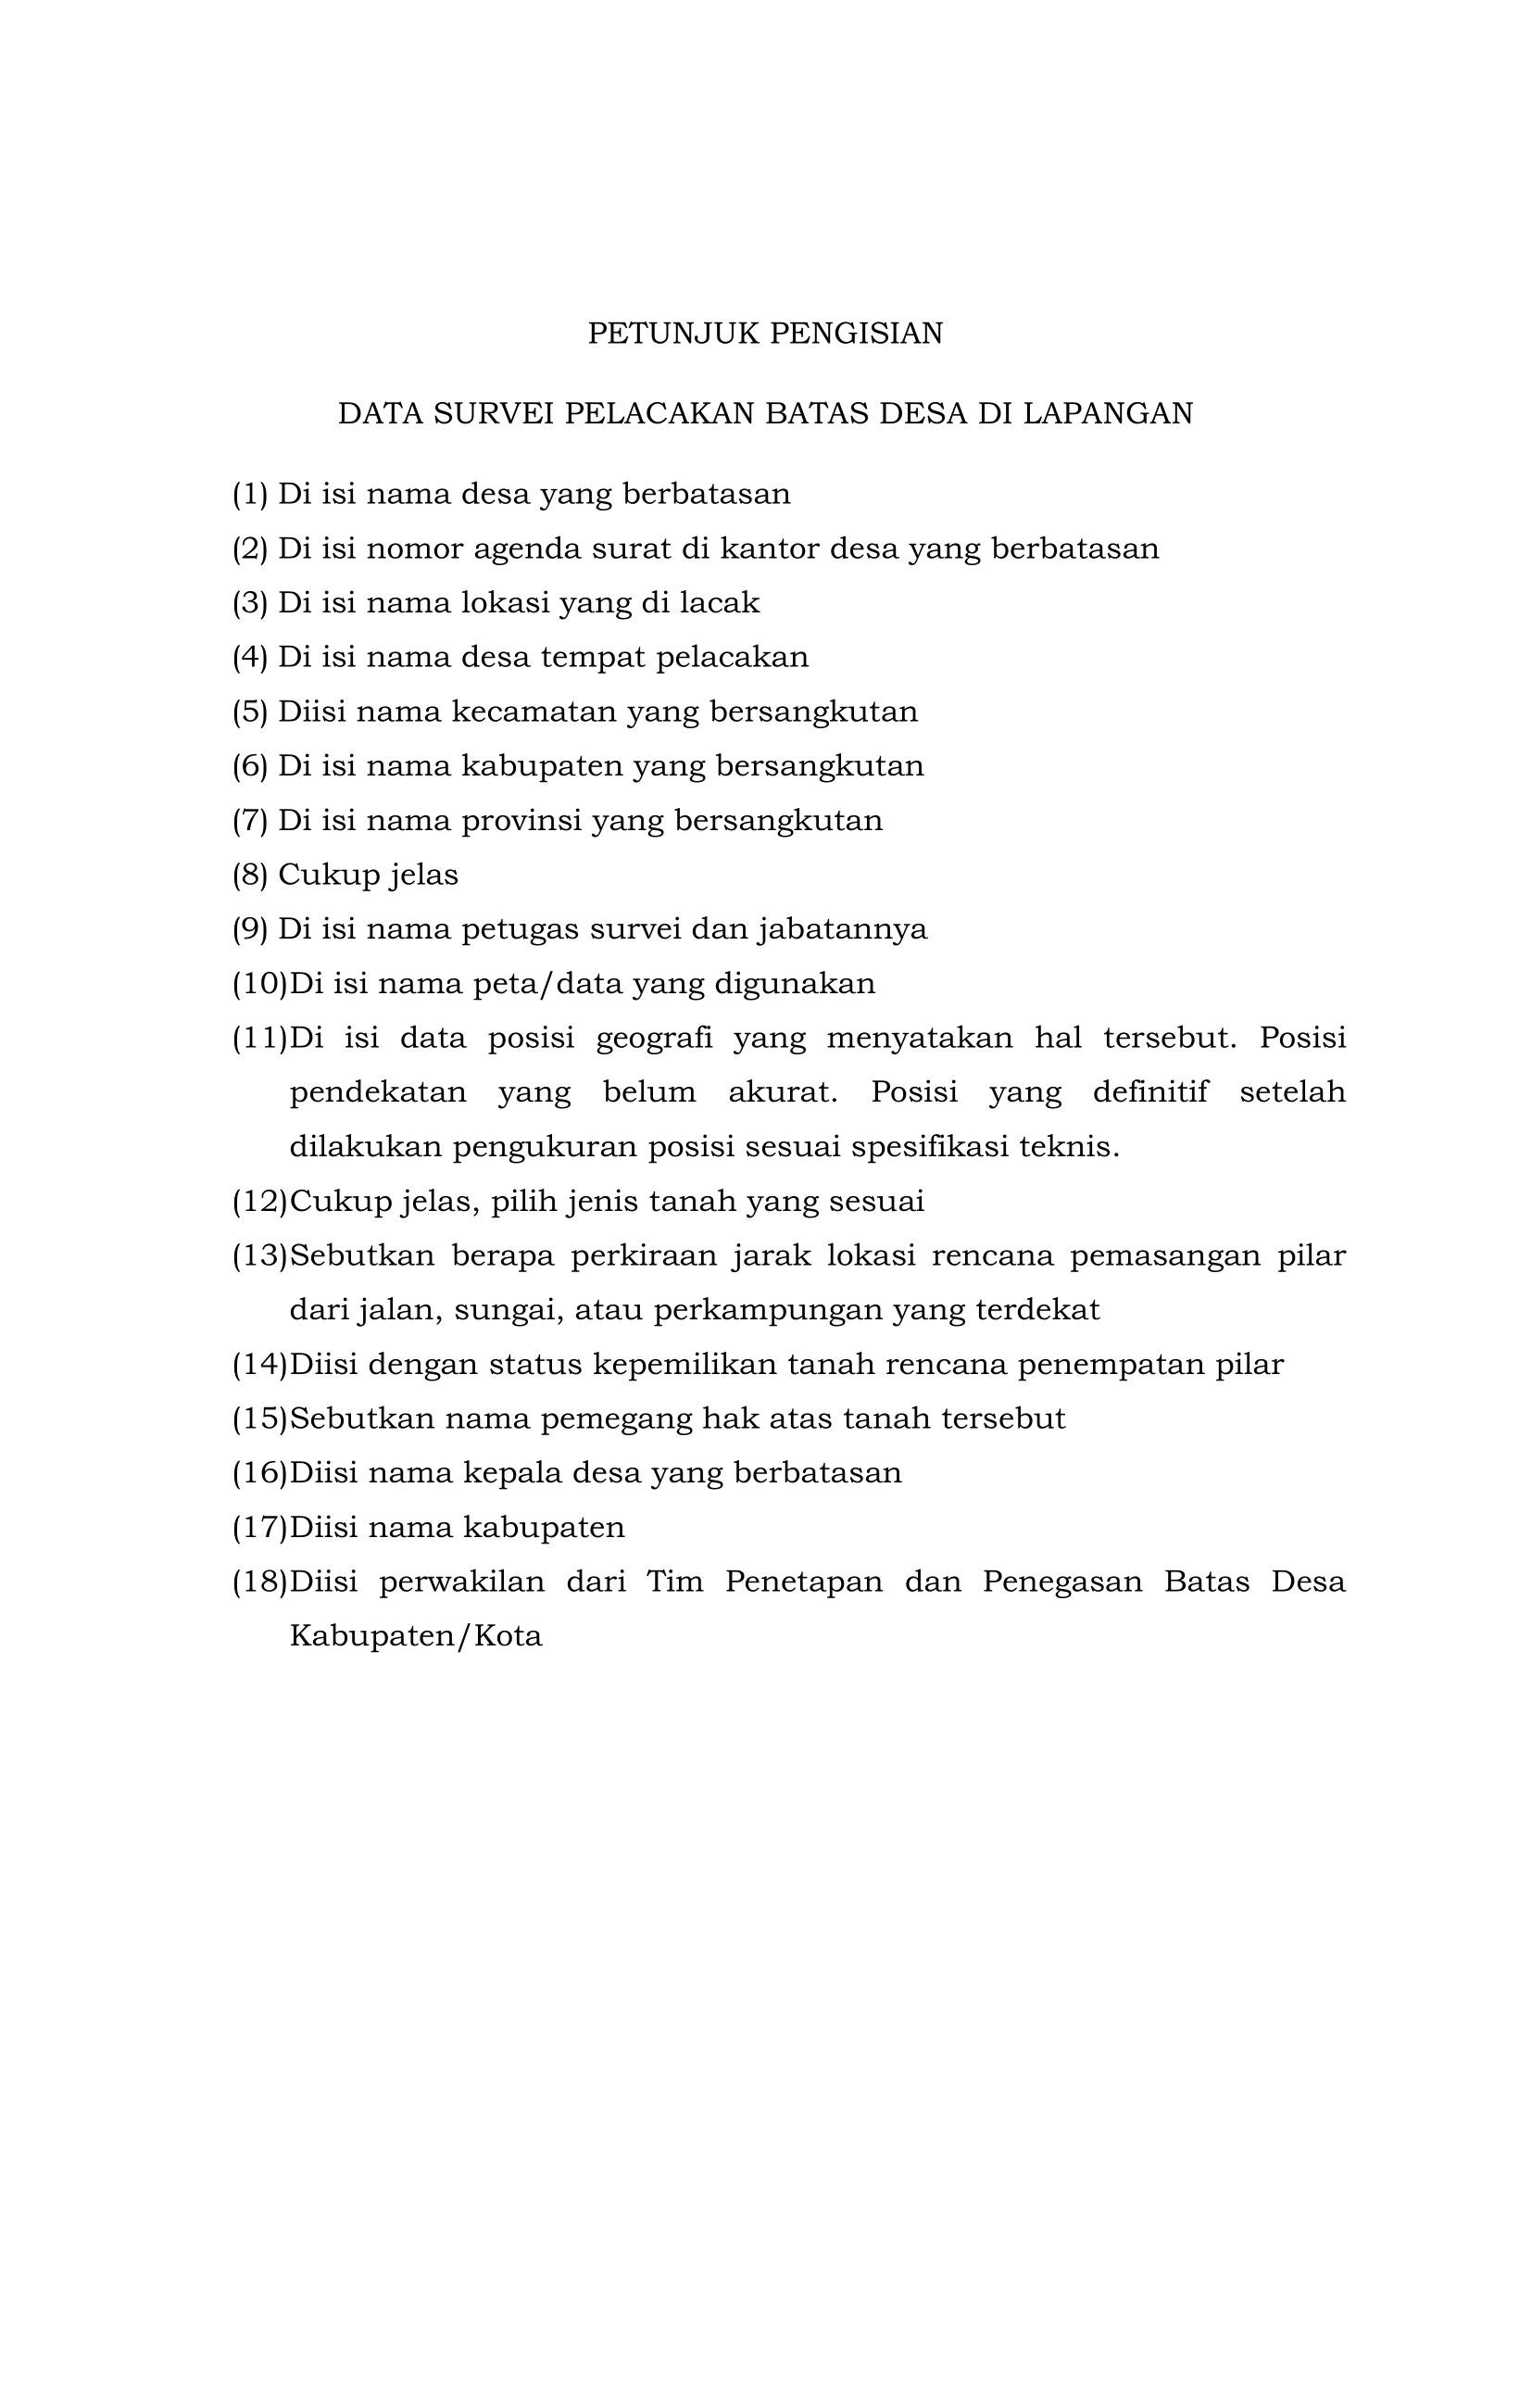 PETUNJUK PENGISIAN
DATA SURVEI PELACAKAN BATAS DESA DI LAPANGAN
(1) Di isi nama desa yang berbatasan
(2) Di isi nomor agenda surat di kantor desa yang berbatasan
(3) Di isi nama lokasi yang di lacak
(4) Di isi nama desa tempat pelacakan
(5) Diisi nama kecamatan yang bersangkutan
(6) Di isi nama kabupaten yang bersangkutan
(7) Di isi nama provinsi yang bersangkutan
(8) Cukup jelas
(9) Di isi nama petugas survei dan jabatannya
(10)Di isi nama peta/data yang digunakan
(11)Di isi data posisi geografi yang menyatakan hal tersebut. Posisi
pendekatan yang belum akurat. Posisi yang definitif setelah
dilakukan pengukuran posisi sesuai spesifikasi teknis.
(12)Cukup jelas, pilih jenis tanah yang sesuai
(13)Sebutkan berapa perkiraan jarak lokasi rencana pemasangan pilar
dari jalan, sungai, atau perkampungan yang terdekat
(14)Diisi dengan status kepemilikan tanah rencana penempatan pilar
(15)Sebutkan nama pemegang hak atas tanah tersebut
(16)Diisi nama kepala desa yang berbatasan
(17)Diisi nama kabupaten
(18)Diisi perwakilan dari Tim Penetapan dan Penegasan Batas Desa
Kabupaten/Kota